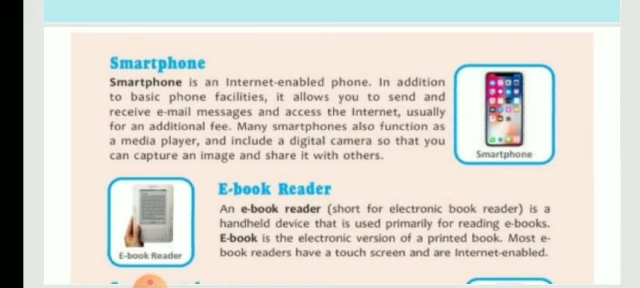 Smartphone
Smartphone is an Internet-enabled phone. In addition
to basic phone facilities, it allows you to send and
receive e-mail messages and access the Internet, usually
for an additional fee. Many smartphones also function as
a media player, and include a digital camera so that you
can capture an image and share it with others.
Smartphone
E-book Reader
An e-book reader (short for electronic book reader) is a
handheld device that is used primarily for reading e-books.
E-book is the electronic version of a printed book. Most e-
book readers have a touch screen and are Internet-enabled.
E-book Reader